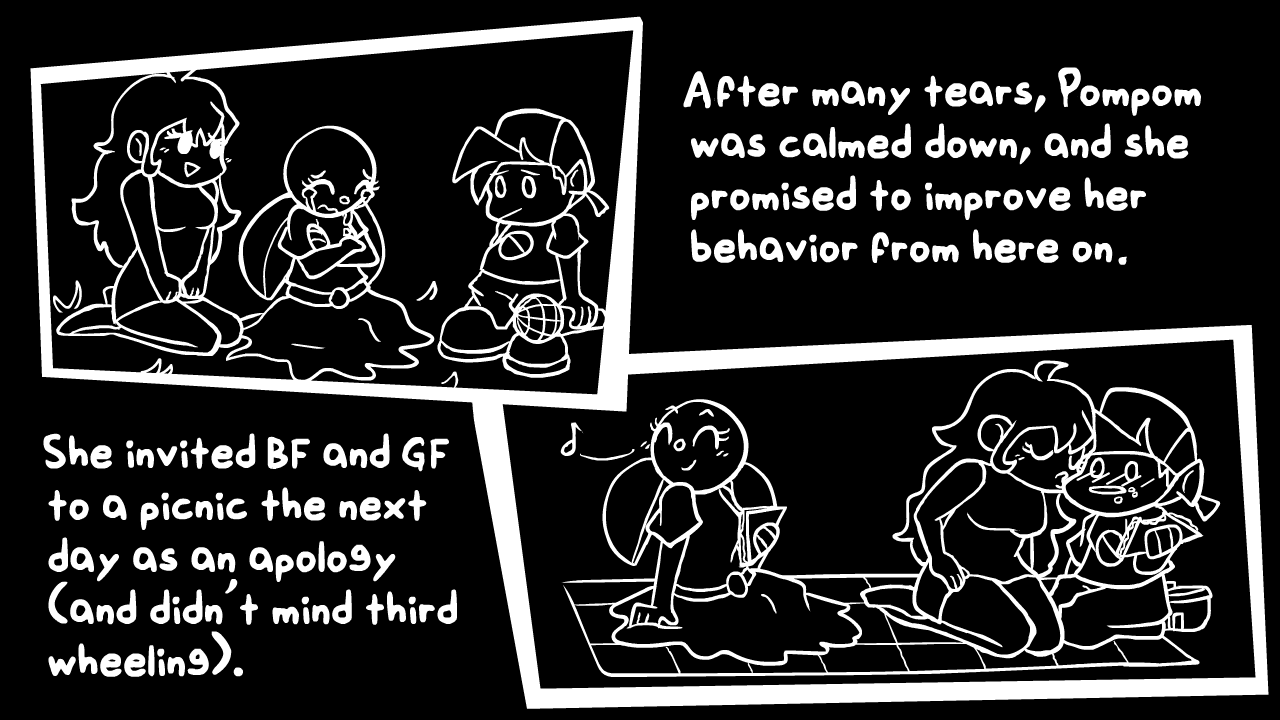 After many tears, Pompom
was calmed down, and she
promised to improve her
behavior from here on.
She invited BF and GF
to a picnic the next
day as an apology
(and didn't mind third
wheeling).